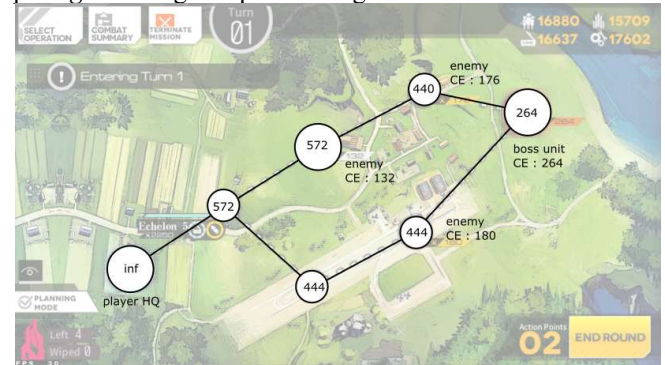 SELECT
OPERATION
COMBAT
SUMMARY
TERMINATE
MISSION
Turn
01
16880
15709
16637
17602
Entering Turn 1
enemy
CE : 176
440
264
boss unit
CE : 264
572
enemy
CE : 132
572
Echelon 5
enemy
CE : 180
444
444
inf
player HQ
PLANNING
MODE
Left 4
Wiped 0
Action Points
02
END ROUND